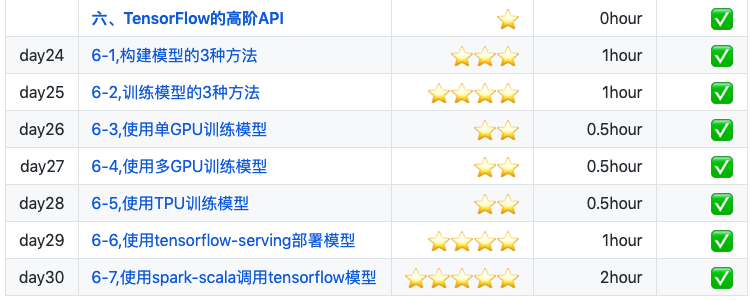 六、TensorFlow的高阶API ⭐ 0hour ✅
day24 6-1,构建模型的3种方法 ⭐⭐⭐ 1hour ✅
day25 6-2,训练模型的3种方法 ⭐⭐⭐⭐ 1hour ✅
day26 6-3,使用单GPU训练模型 ⭐⭐ 0.5hour ✅
day27 6-4,使用多GPU训练模型 ⭐⭐ 0.5hour ✅
day28 6-5,使用TPU训练模型 ⭐⭐ 0.5hour ✅
day29 6-6,使用tensorflow-serving部署模型 ⭐⭐⭐⭐ 1hour ✅
day30 6-7,使用spark-scala调用tensorflow模型 ⭐⭐⭐⭐⭐ 2hour ✅